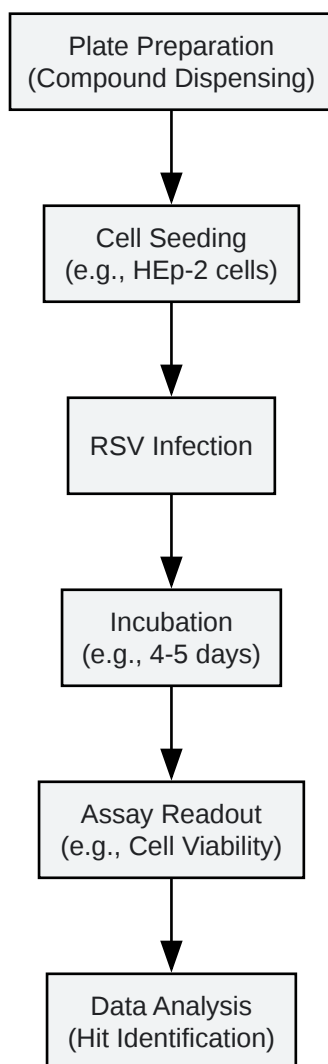 Plate Preparation
(Compound Dispensing)
Cell Seeding
(e.g., HEp-2 cells)
RSV Infection
Incubation
(e.g., 4-5 days)
Assay Readout
(e.g., Cell Viability)
Data Analysis
(Hit Identification)